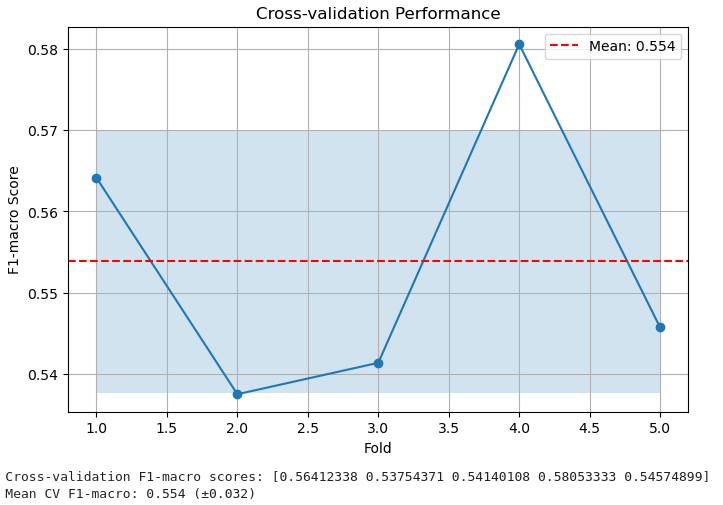 Cross-validation Performance
Mean: 0.554
F1-macro Score
0.58
0.57
0.56
0.55
0.54
1.0 1.5 2.0 2.5 3.0 3.5 4.0 4.5 5.0
Fold
Cross-validation F1-macro scores: [0.56412338 0.53754371 0.54140108 0.58053333 0.54574899]
Mean CV F1-macro: 0.554 (±0.032)